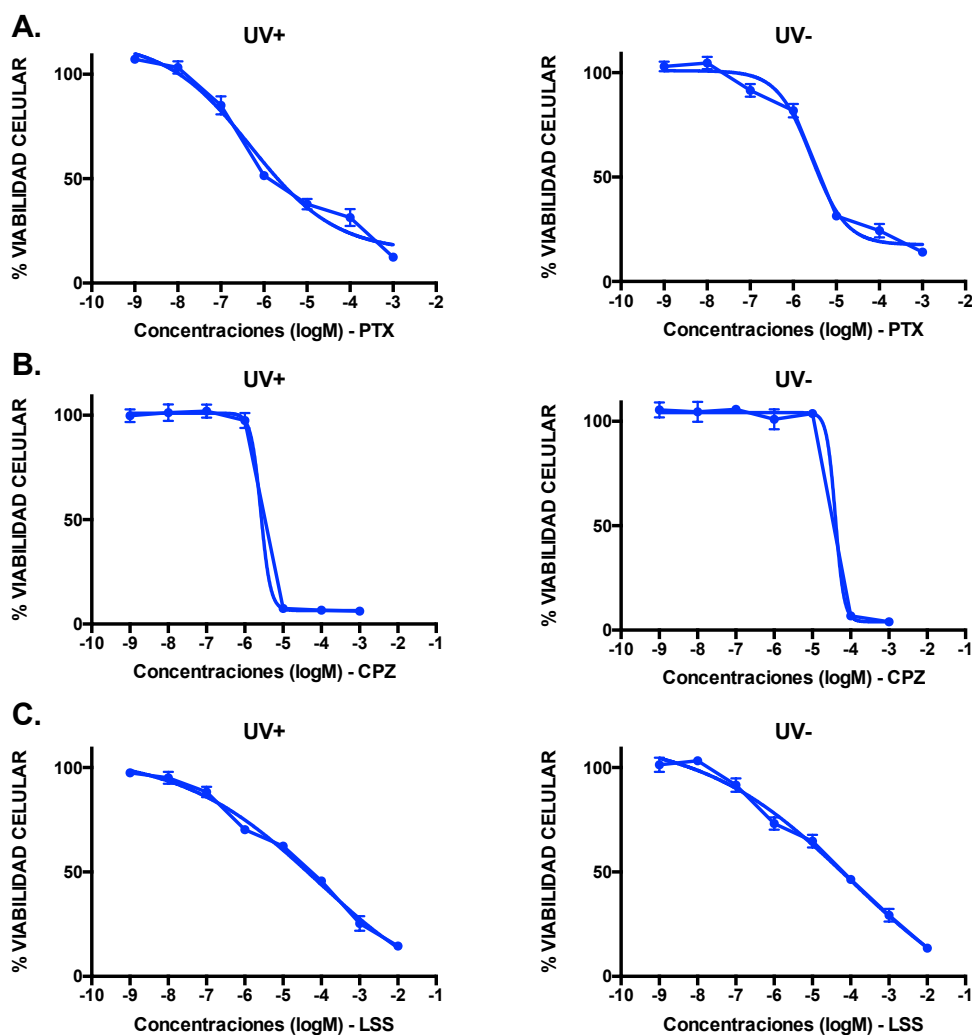 A.
UV+
% VIABILIDAD CELULAR
100
50
0
-10 -9 -8 -7 -6 -5 -4 -3 -2
Concentraciones (logM) - PTX
UV-
% VIABILIDAD CELULAR
100
50
0
-10 -9 -8 -7 -6 -5 -4 -3 -2
Concentraciones (logM) - PTX
B.
UV+
% VIABILIDAD CELULAR
100
50
0
-10 -9 -8 -7 -6 -5 -4 -3 -2 -1
Concentraciones (logM) - CPZ
UV-
% VIABILIDAD CELULAR
100
50
0
-10 -9 -8 -7 -6 -5 -4 -3 -2 -1
Concentraciones (logM) - CPZ
C.
UV+
% VIABILIDAD CELULAR
100
50
0
-10 -9 -8 -7 -6 -5 -4 -3 -2 -1
Concentraciones (logM) - LSS
UV-
% VIABILIDAD CELULAR
100
50
0
-10 -9 -8 -7 -6 -5 -4 -3 -2 -1
Concentraciones (logM) - LSS